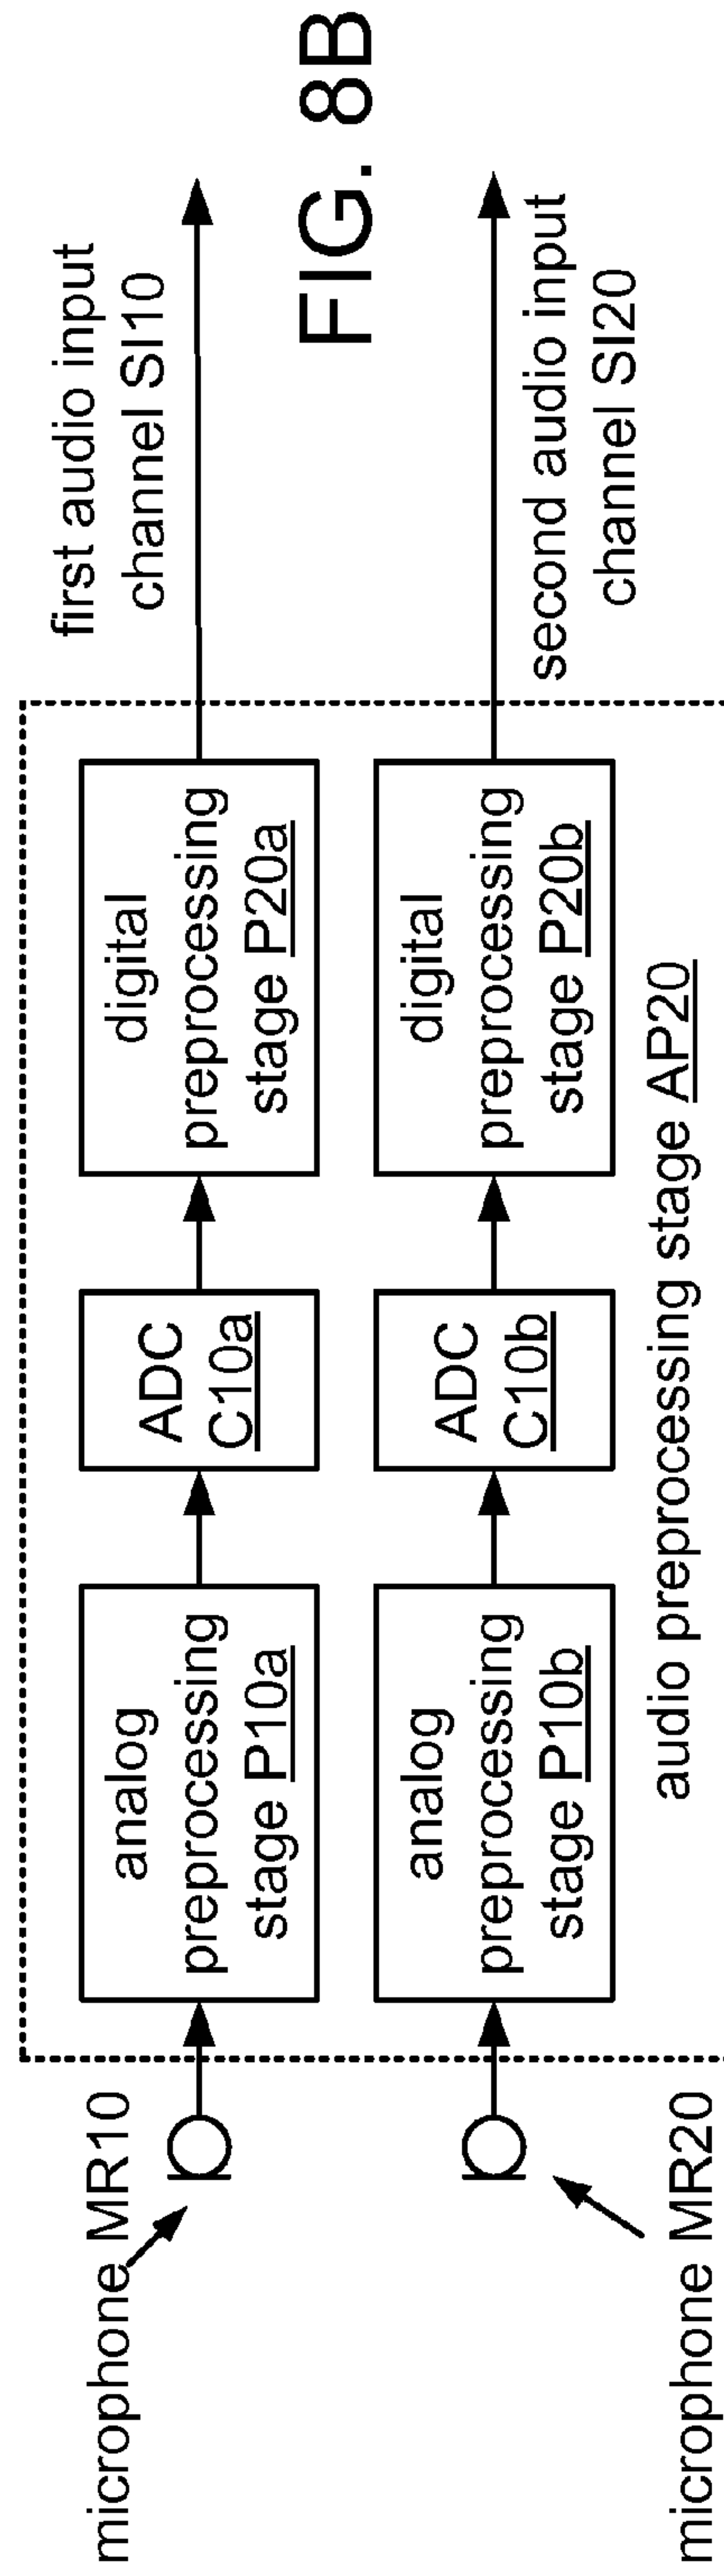 microphone MR10
analog
preprocessing
stage P10a
ADC
C10a
digital
preprocessing
stage P20a
first audio input
channel SI10
microphone MR20
analog
preprocessing
stage P10b
ADC
C10b
digital
preprocessing
stage P20b
second audio input
channel SI20
audio preprocessing stage AP20
FIG. 8B